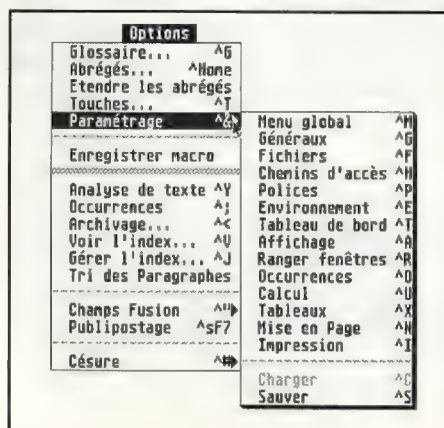 Options
Glossaire... ^G
Abrégés... ^Home
Etendre les abrégés
Touches... ^T
Paramétrage ^&
Enregistrer macro
Analyse de texte ^Y
Occurrences ^;
Archivage... ^<
Voir l'index... ^V
Gérer l'index... ^J
Tri des Paragraphes
Champs Fusion ^"
Publipostage ^sF7
Césure ^#
Menu global ^M
Généraux ^G
Fichiers ^F
Chemins d'accès ^H
Polices ^P
Environnement ^E
Tableau de bord ^T
Affichage ^A
Ranger fenêtres ^R
Occurrences ^O
Calcul ^U
Tableaux ^X
Mise en Page ^N
Impression ^I
Charger ^C
Sauver ^S